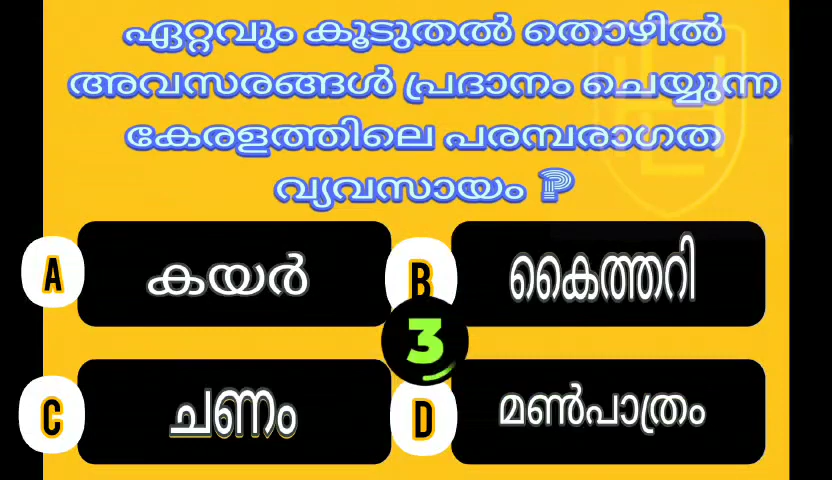 ഏറ്റവും കൂടുതൽ തൊഴിൽ
അവസരങ്ങൾ പ്രദാനം ചെയ്യുന്ന
കേരളത്തിലെ പരമ്പരാഗത
വ്യവസായം ?
A കയർ
B കൈത്തറി
3
C ചണം
D മൺപാത്രം